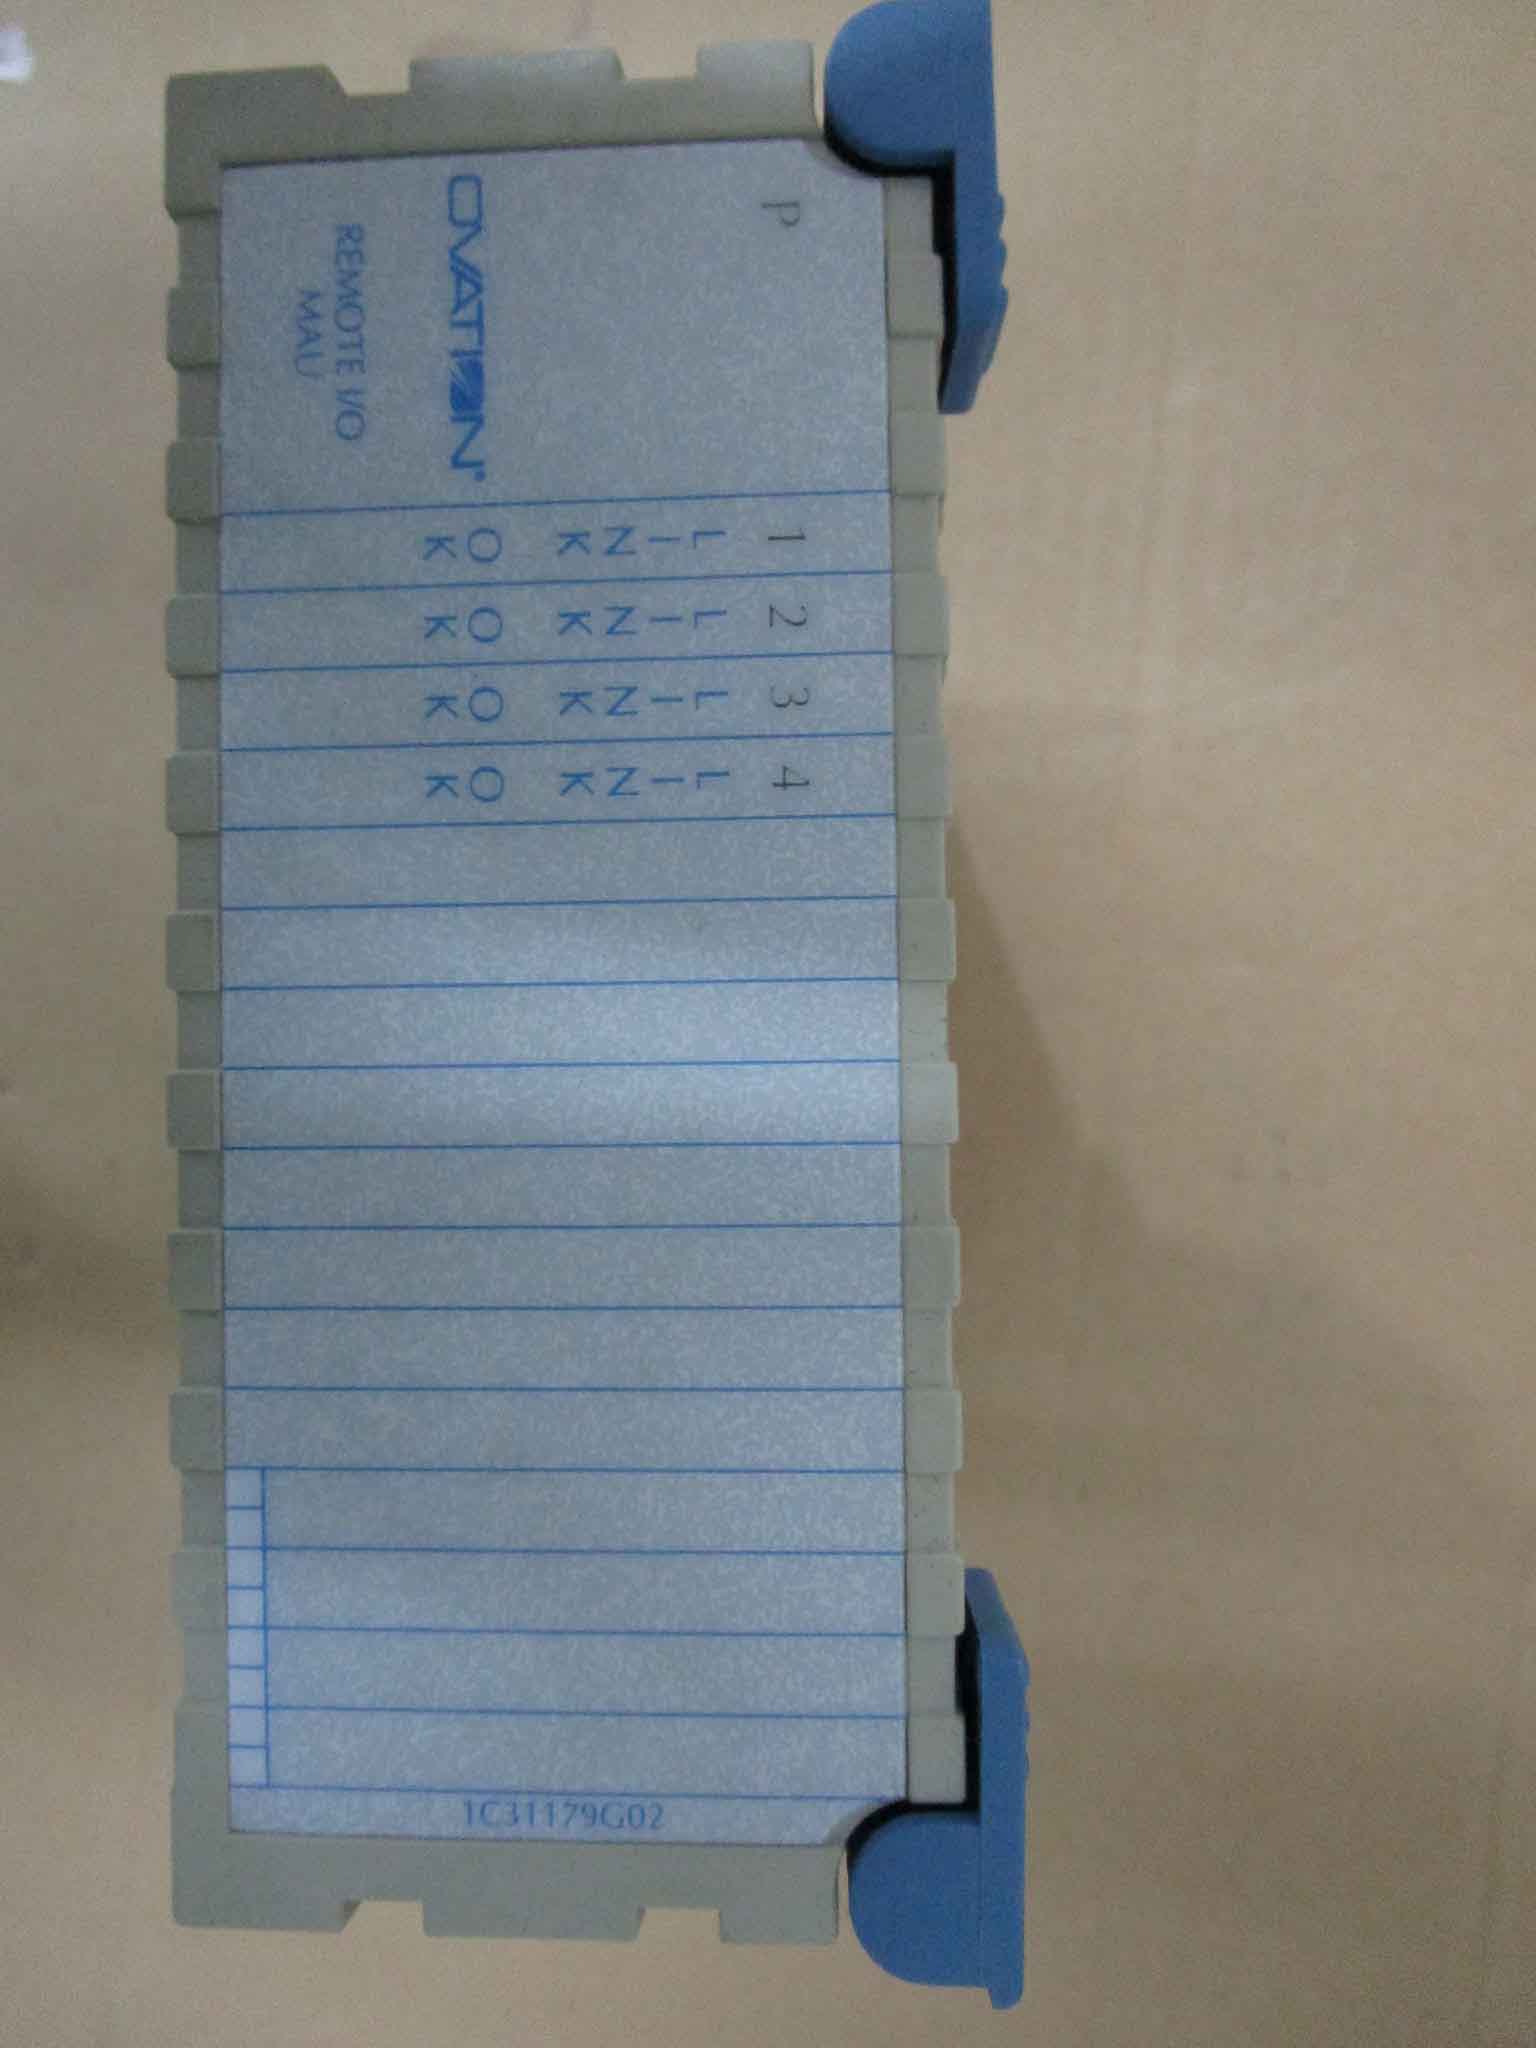 P
OVATION®
REMOTE I/O
MAU
1 LINK OK
2 LINK OK
3 LINK OK
4 LINK OK
1C31179G02